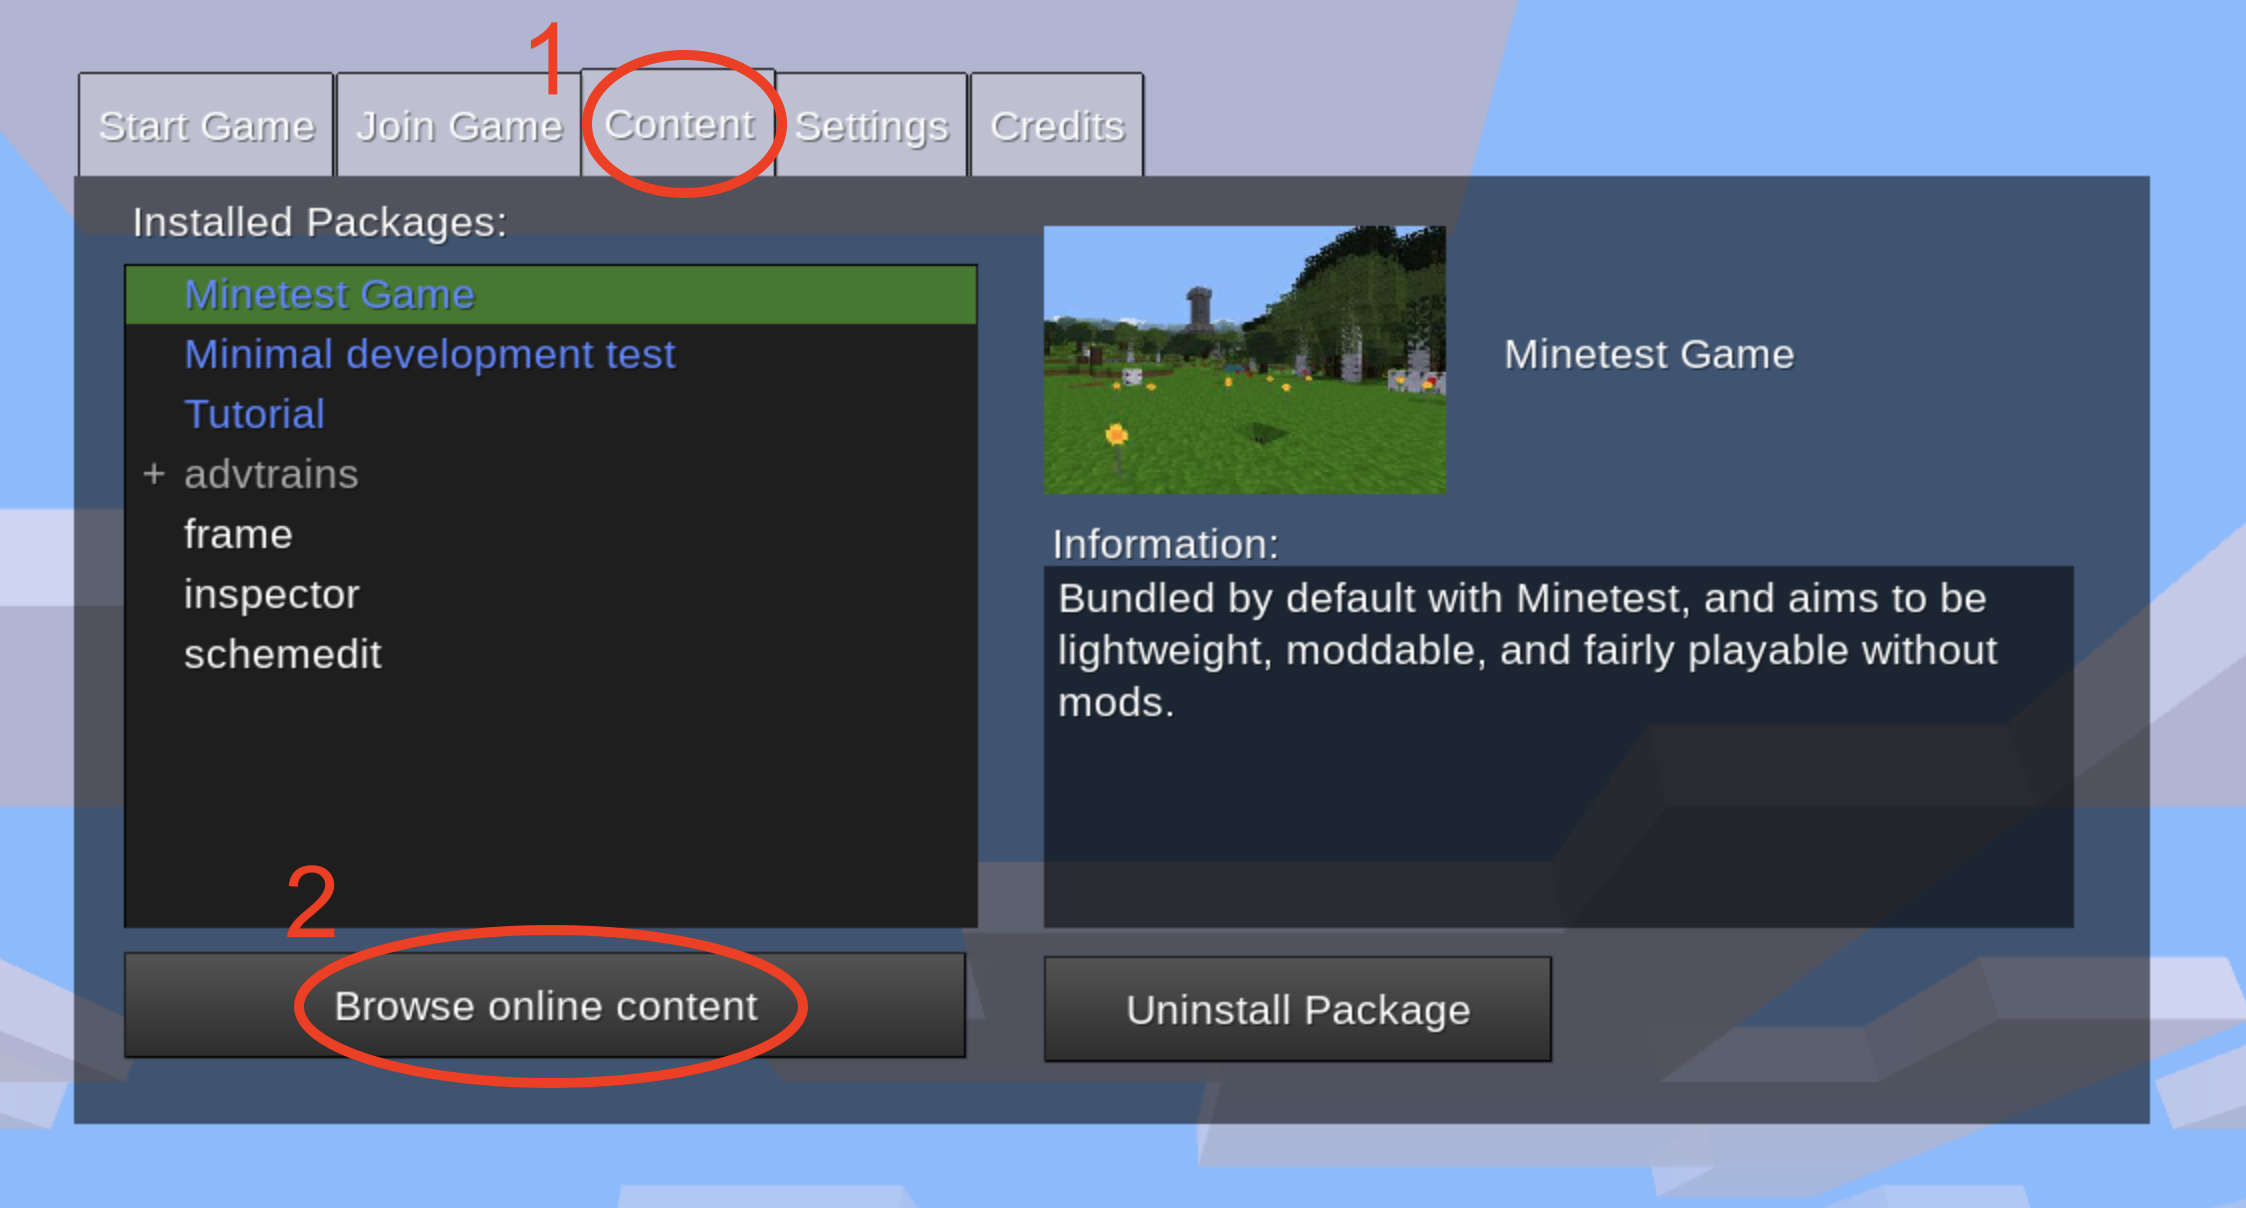 1
Start Game
Join Game
Content
Settings
Credits
Installed Packages:
Minetest Game
Minimal development test
Tutorial
+ advtrains
frame
inspector
schemedit
2
Browse online content
Minetest Game
Information:
Bundled by default with Minetest, and aims to be
lightweight, moddable, and fairly playable without
mods.
Uninstall Package